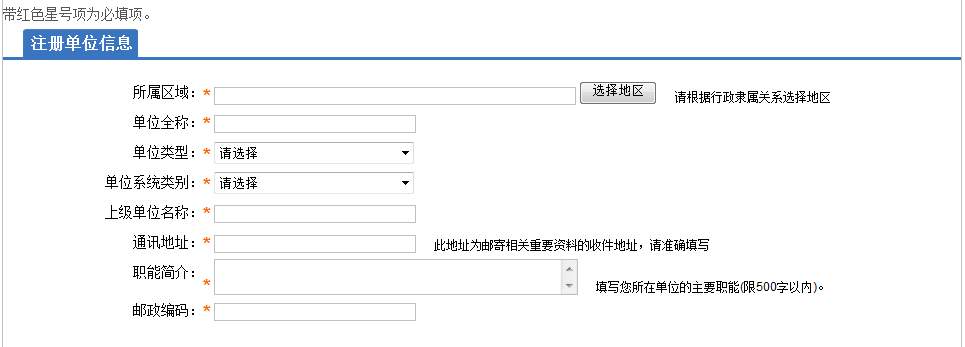 带红色星号项为必填项。
注册单位信息
所属区域：* 选择地区 请根据行政隶属关系选择地区
单位全称：*
单位类型：* 请选择
单位系统类别：* 请选择
上级单位名称：*
通讯地址：* 此地址为邮寄相关重要资料的收件地址，请准确填写
职能简介：* 填写您所在单位的主要职能(限500字以内)。
邮政编码：*